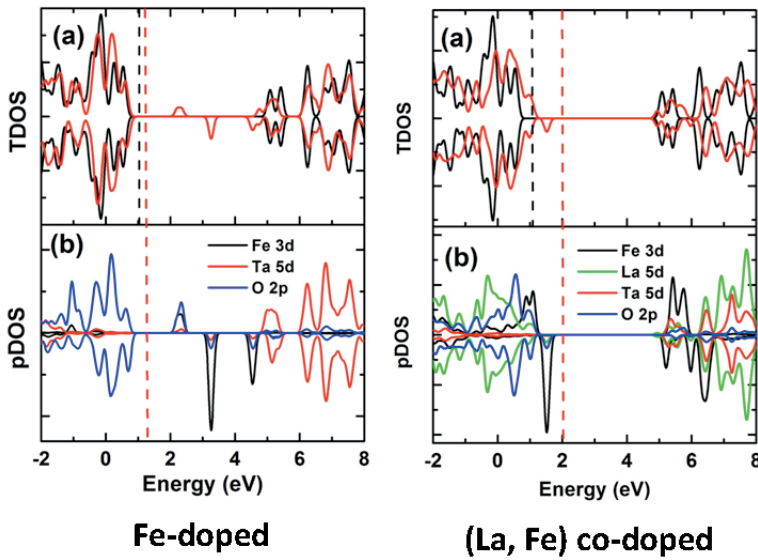 (a)
TDOS
(b)
Fe 3d
Ta 5d
O 2p
pDOS
-2 0 2 4 6 8
Energy (eV)
Fe-doped
(a)
TDOS
(b)
Fe 3d
La 5d
Ta 5d
O 2p
pDOS
-2 0 2 4 6 8
Energy (eV)
(La, Fe) co-doped